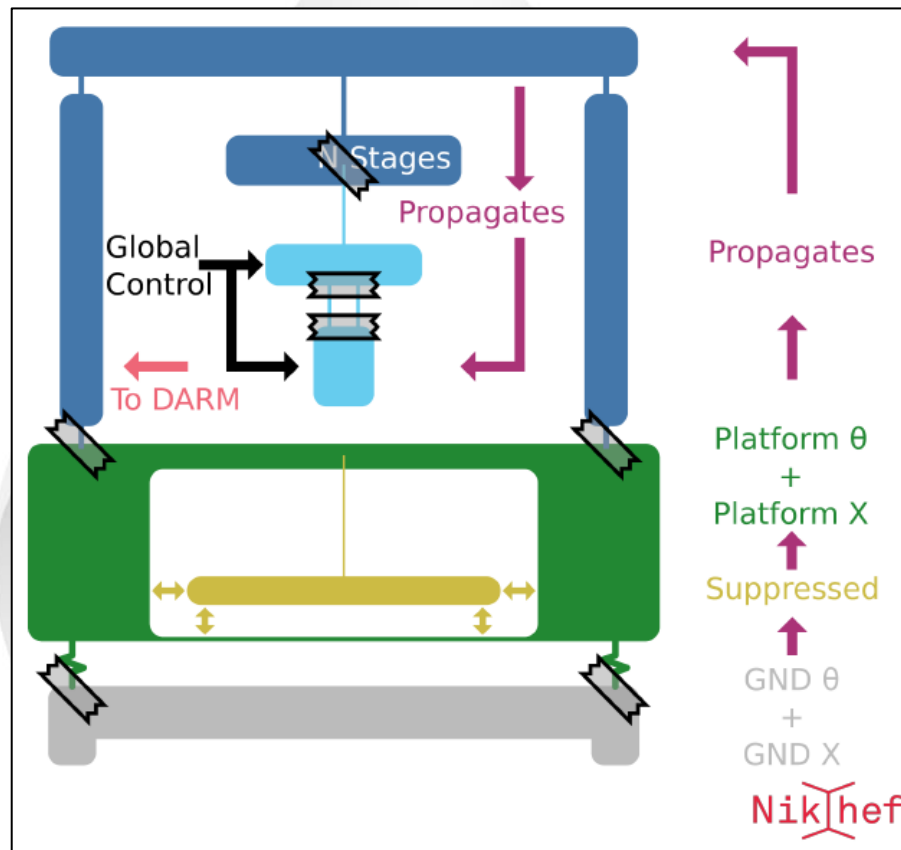 N Stages
Propagates
Global
Control
Propagates
To DARM
Platform θ
+
Platform X
Suppressed
GND θ
+
GND X
Nikhef